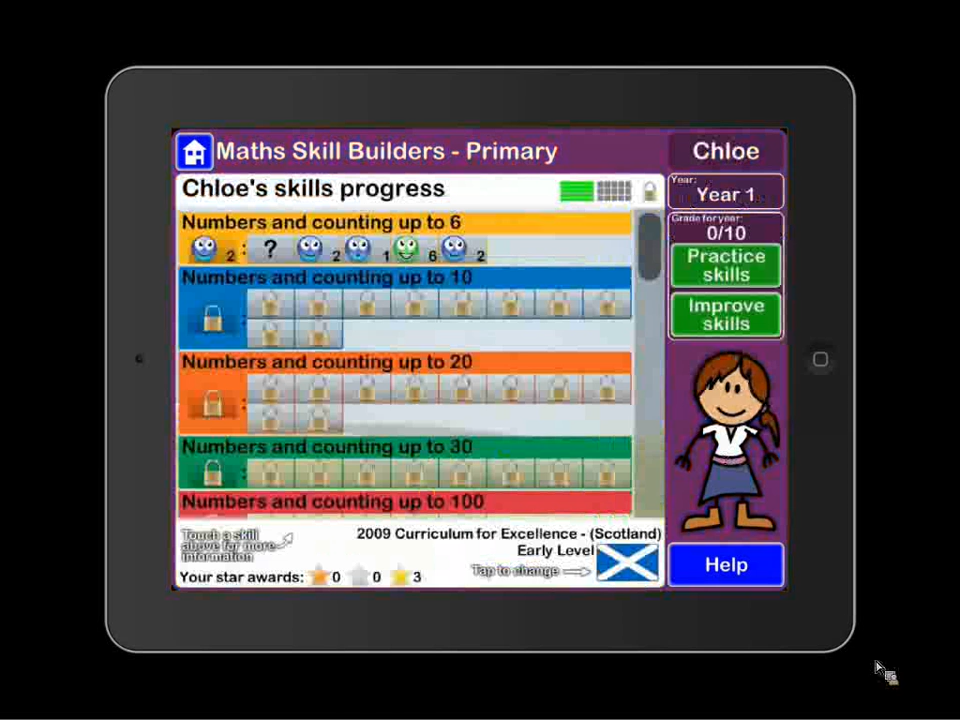 Maths Skill Builders - Primary
Chloe
Chloe's skills progress
Year:
Year 1
Grade for year:
0/10
Practice
skills
Improve
skills
Numbers and counting up to 6
2 : ? 2 1 6 2
Numbers and counting up to 10
:
Numbers and counting up to 20
:
Numbers and counting up to 30
:
Numbers and counting up to 100
Touch a skill
above for more
information
2009 Curriculum for Excellence - (Scotland)
Early Level
Tap to change
Your star awards: 0 0 3
Help